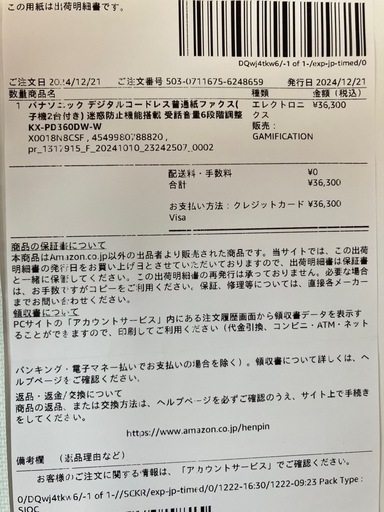 この用紙は出荷明細書です。
DQwj4tkw6/-1 of 1-/exp-jp-timed/0
ご注文日 2024/12/21 ご注文番号 503-0711675-6248659 発行日 2024/12/21
数量 商品名 種類 金額（税込）
1 パナソニック デジタルコードレス普通紙ファクス( エレクトロニ ¥36,300
子機2台付き) 迷惑防止機能搭載 受話音量6段階調整 クス
KX-PD360DW-W 販売：
X0018N8CSF , 4549980788820 , GAMIFICATION
pr_1317915_F_20241010_23242507_0002
配送料・手数料 ¥0
合計 ¥36,300
お支払い方法：クレジットカード ¥36,300
Visa
商品の保証書について
本商品はAmazon.co.jp以外の出品者より販売された商品です。当サイトでは、この出荷
明細書の発行日をお買い上げ日とさせていただいておりますので、出荷明細書は保証書
と一緒に保管してください。この出荷明細書の再発行は承っておりません。必要な場合
は、お手数ですがコピーをご利用ください。保証、修理等については、直接各メーカー
までお問い合わせください。
領収書について
PCサイトの「アカウントサービス」内にある注文履歴画面から領収書データを表示す
ることができますので、印刷してご利用ください（代金引換、コンビニ・ATM・ネット
バンキング・電子マネー払いでお支払いの場合を除く）。領収書について詳しくは、ヘ
ルプページをご確認ください。
返品・返金/交換について
商品の返品、または交換方法は、ヘルプページを必ずご確認のうえ、サイト上で手続き
をしてください。
https://www.amazon.co.jp/henpin
備考欄 （返品理由など）
お客様のご注文に関する情報は、「アカウントサービス」でご確認ください。
0/DQwj4tkw6/-1 of 1-//SCKR/exp-jp-timed/0/1222-16:30/1222-09:23 Pack Type :
SIOC